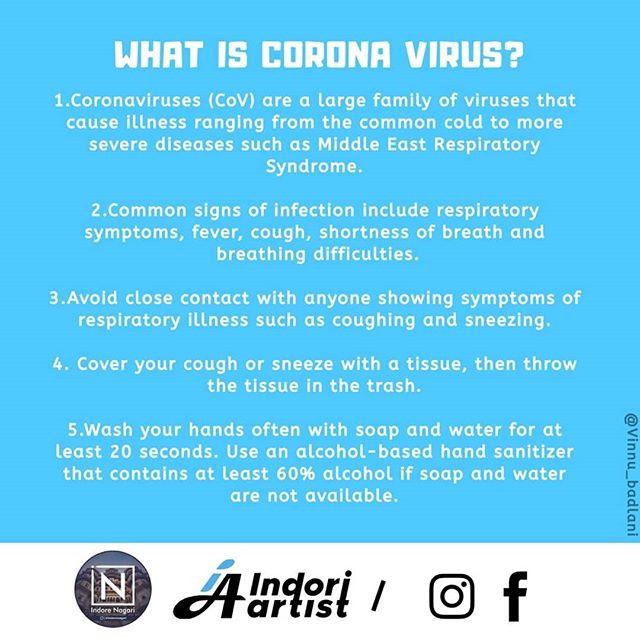 WHAT IS CORONA VIRUS?
1.Coronaviruses (CoV) are a large family of viruses that
cause illness ranging from the common cold to more
severe diseases such as Middle East Respiratory
Syndrome.
2.Common signs of infection include respiratory
symptoms, fever, cough, shortness of breath and
breathing difficulties.
3.Avoid close contact with anyone showing symptoms of
respiratory illness such as coughing and sneezing.
4. Cover your cough or sneeze with a tissue, then throw
the tissue in the trash.
5.Wash your hands often with soap and water for at
least 20 seconds. Use an alcohol-based hand sanitizer
that contains at least 60% alcohol if soap and water
are not available.
@Vinnu_badlani
N
Indore Nagari
iA Indori
artist /